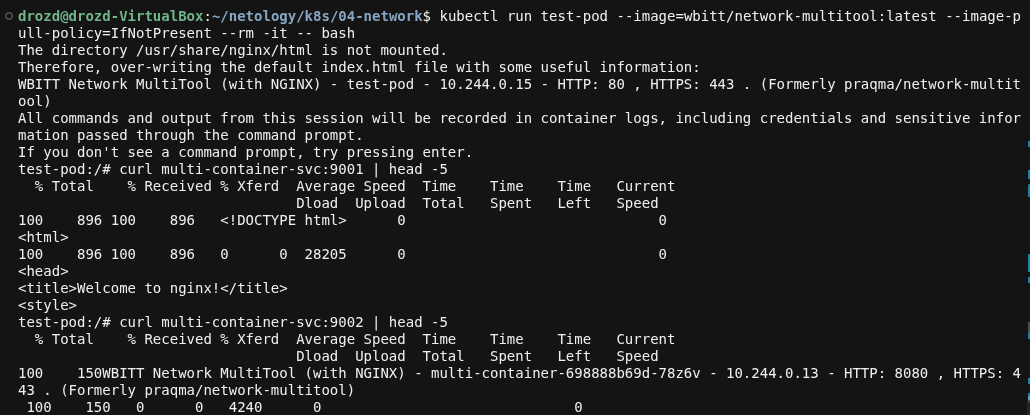 drozd@drozd-VirtualBox:~/netology/k8s/04-network$ kubectl run test-pod --image=wbitt/network-multitool:latest --image-p
ull-policy=IfNotPresent --rm -it -- bash
The directory /usr/share/nginx/html is not mounted.
Therefore, over-writing the default index.html file with some useful information:
WBITT Network MultiTool (with NGINX) - test-pod - 10.244.0.15 - HTTP: 80 , HTTPS: 443 . (Formerly praqma/network-multit
ool)
All commands and output from this session will be recorded in container logs, including credentials and sensitive infor
mation passed through the command prompt.
If you don't see a command prompt, try pressing enter.
test-pod:/# curl multi-container-svc:9001 | head -5
  % Total    % Received % Xferd  Average Speed  Time    Time    Time   Current
                                 Dload  Upload  Total   Spent   Left   Speed
100    896 100    896   <!DOCTYPE html>      0                              0
<html>
100    896 100    896   0      0  28205      0                              0
<head>
<title>Welcome to nginx!</title>
<style>
test-pod:/# curl multi-container-svc:9002 | head -5
  % Total    % Received % Xferd  Average Speed  Time    Time    Time   Current
                                 Dload  Upload  Total   Spent   Left   Speed
100    150WBITT Network MultiTool (with NGINX) - multi-container-698888b69d-78z6v - 10.244.0.13 - HTTP: 8080 , HTTPS: 4
43 . (Formerly praqma/network-multitool)
 100    150   0      0   4240      0                              0